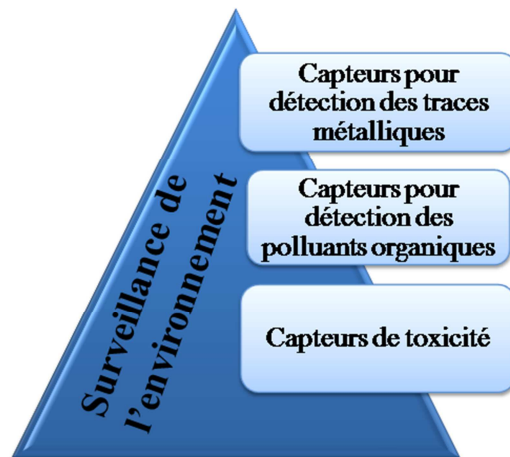 Surveillance de
l'environnement
Capteurs pour
détection des traces
métalliques
Capteurs pour
détection des
polluants organiques
Capteurs de toxicité